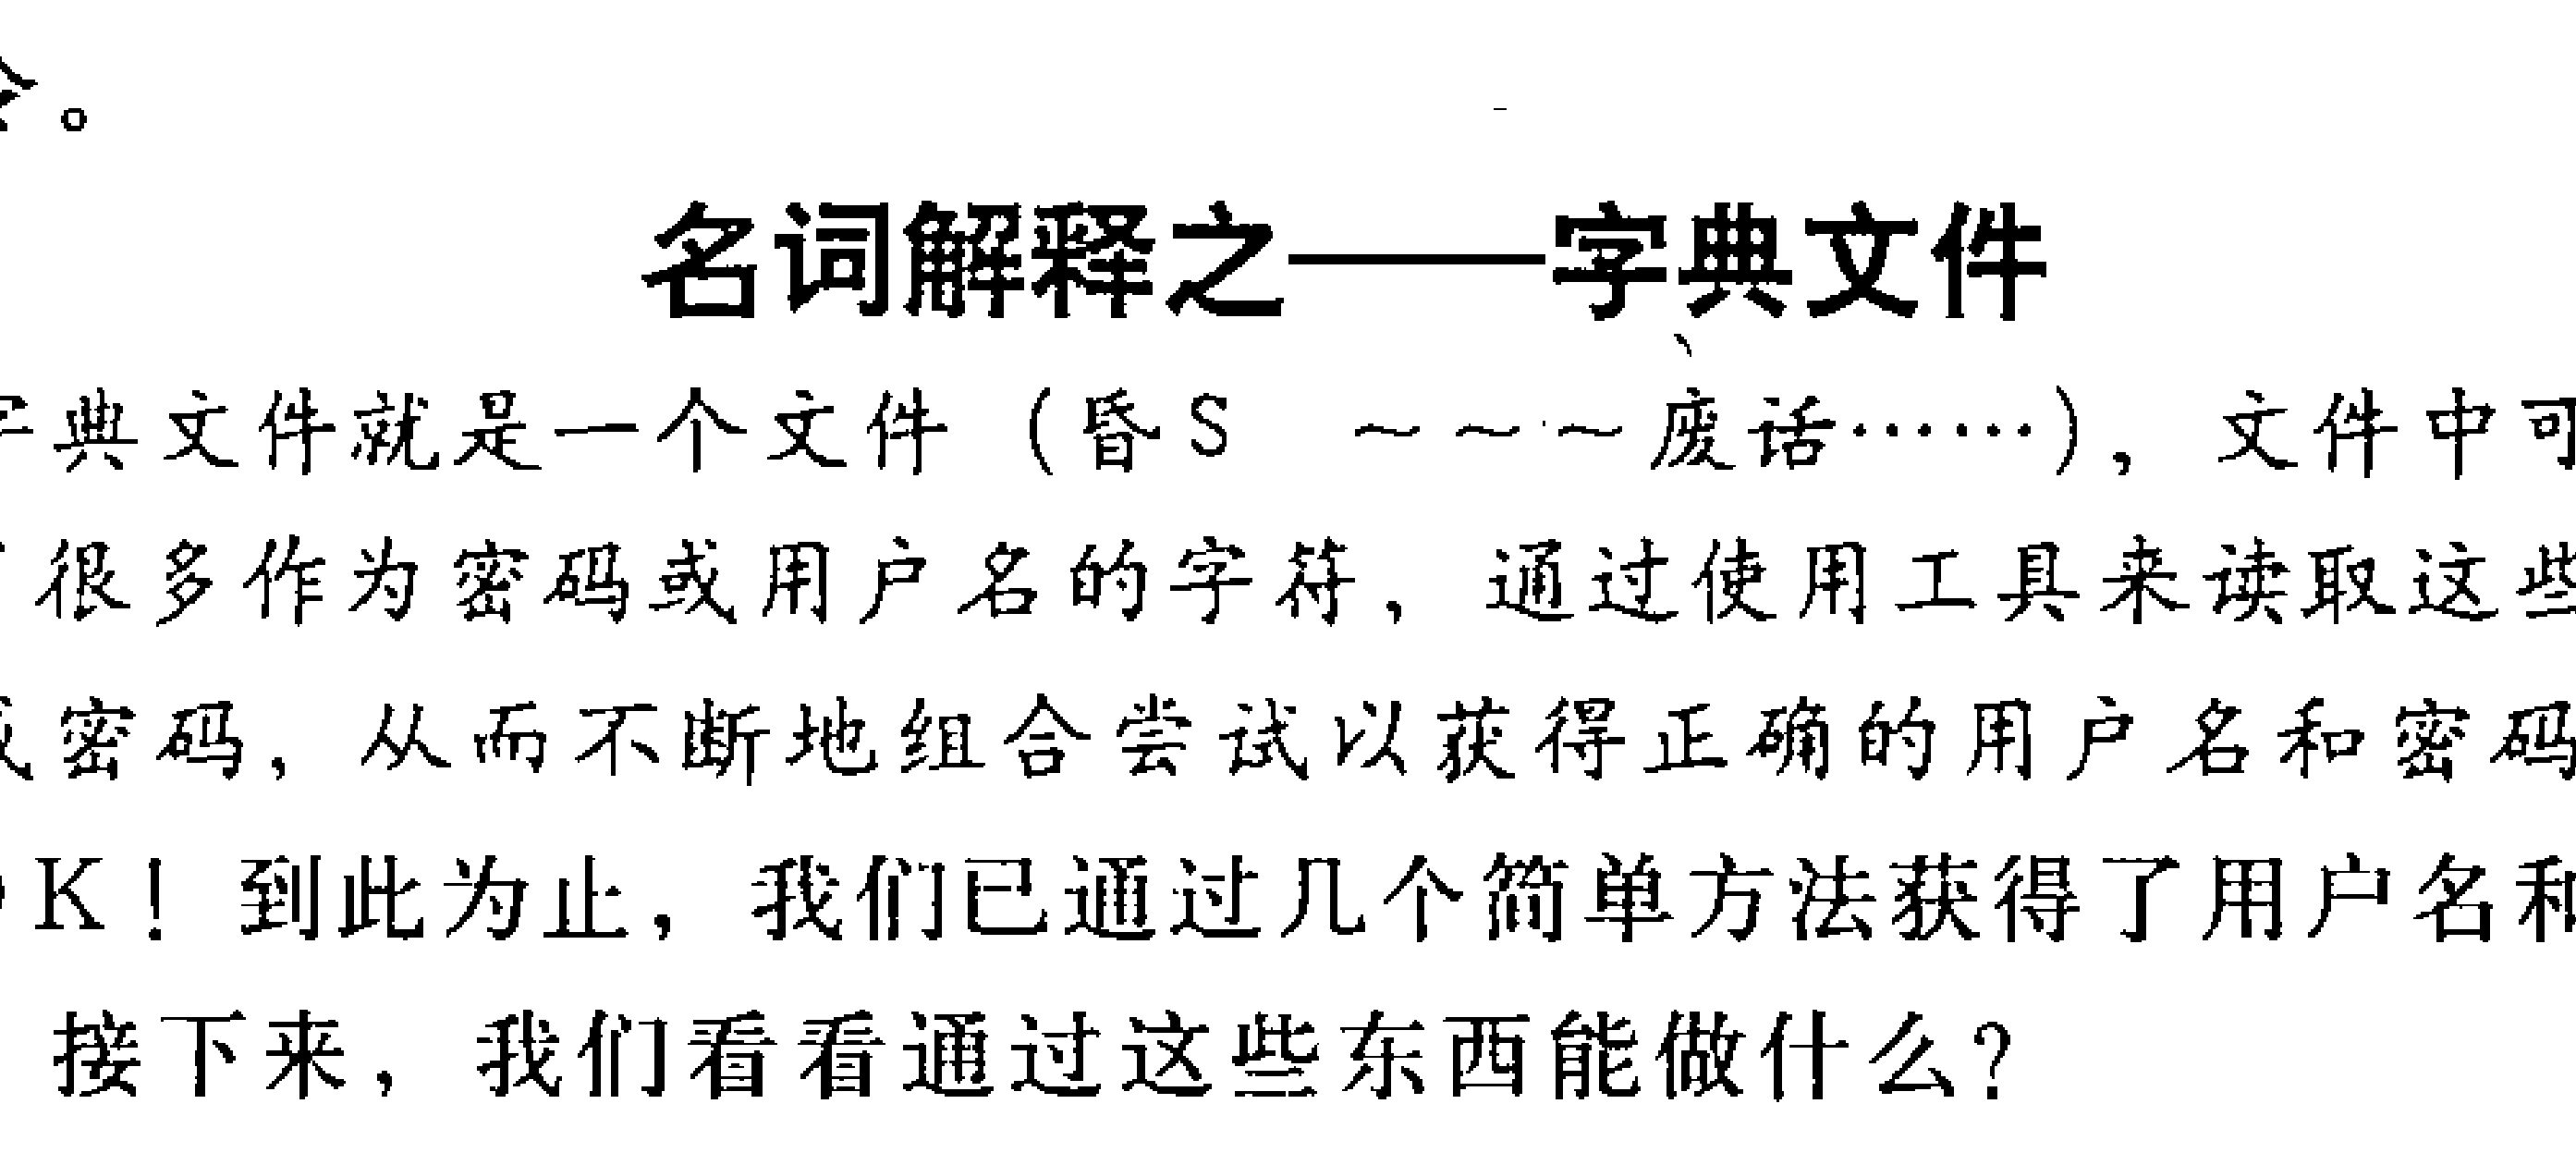 。
名词解释之——字典文件
字典文件就是一个文件（昏S ～～～废话……），文件中可
很多作为密码或用户名的字符，通过使用工具来读取这些
密码，从而不断地组合尝试以获得正确的用户名和密码
OK！到此为止，我们已通过几个简单方法获得了用户名和
接下来，我们看看通过这些东西能做什么？